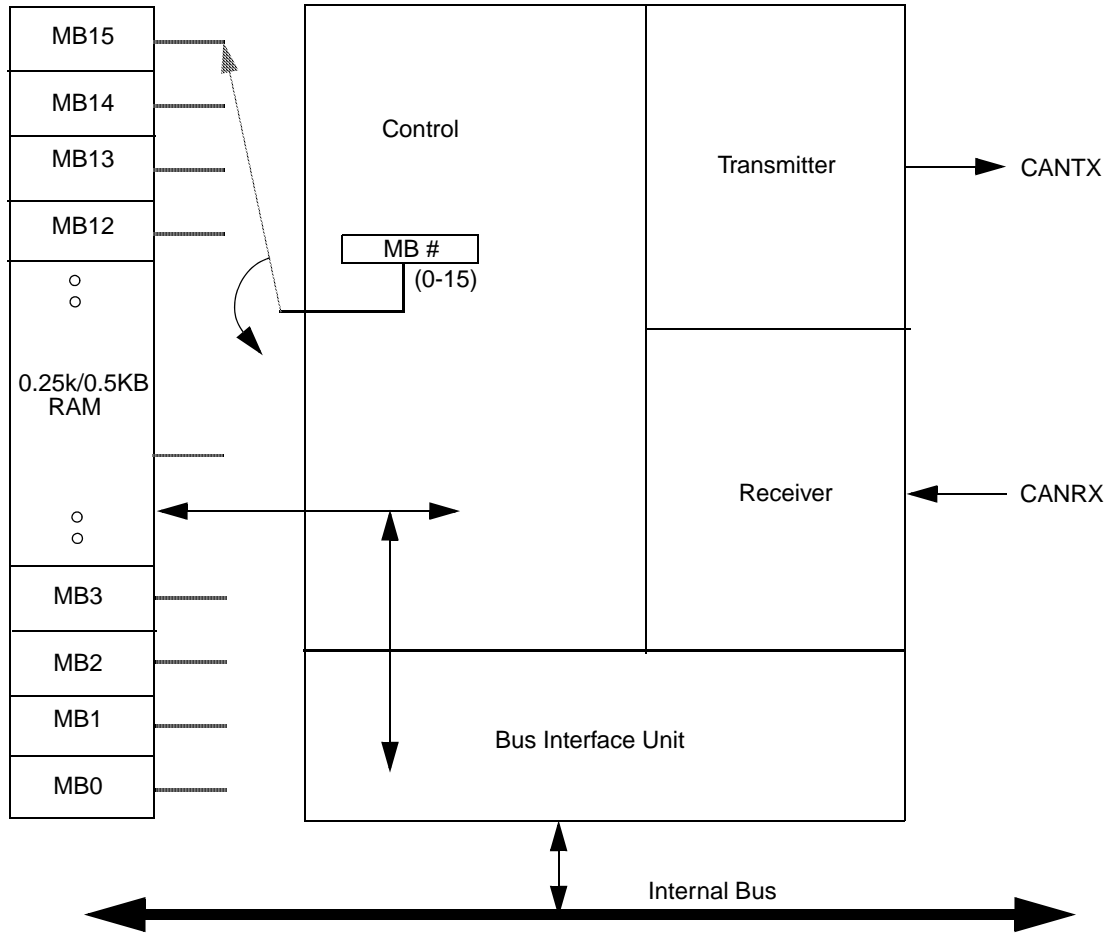 MB15
MB14
MB13
MB12
0.25k/0.5KB
RAM
MB3
MB2
MB1
MB0
Control
MB #
(0-15)
Transmitter
CANTX
Receiver
CANRX
Bus Interface Unit
Internal Bus